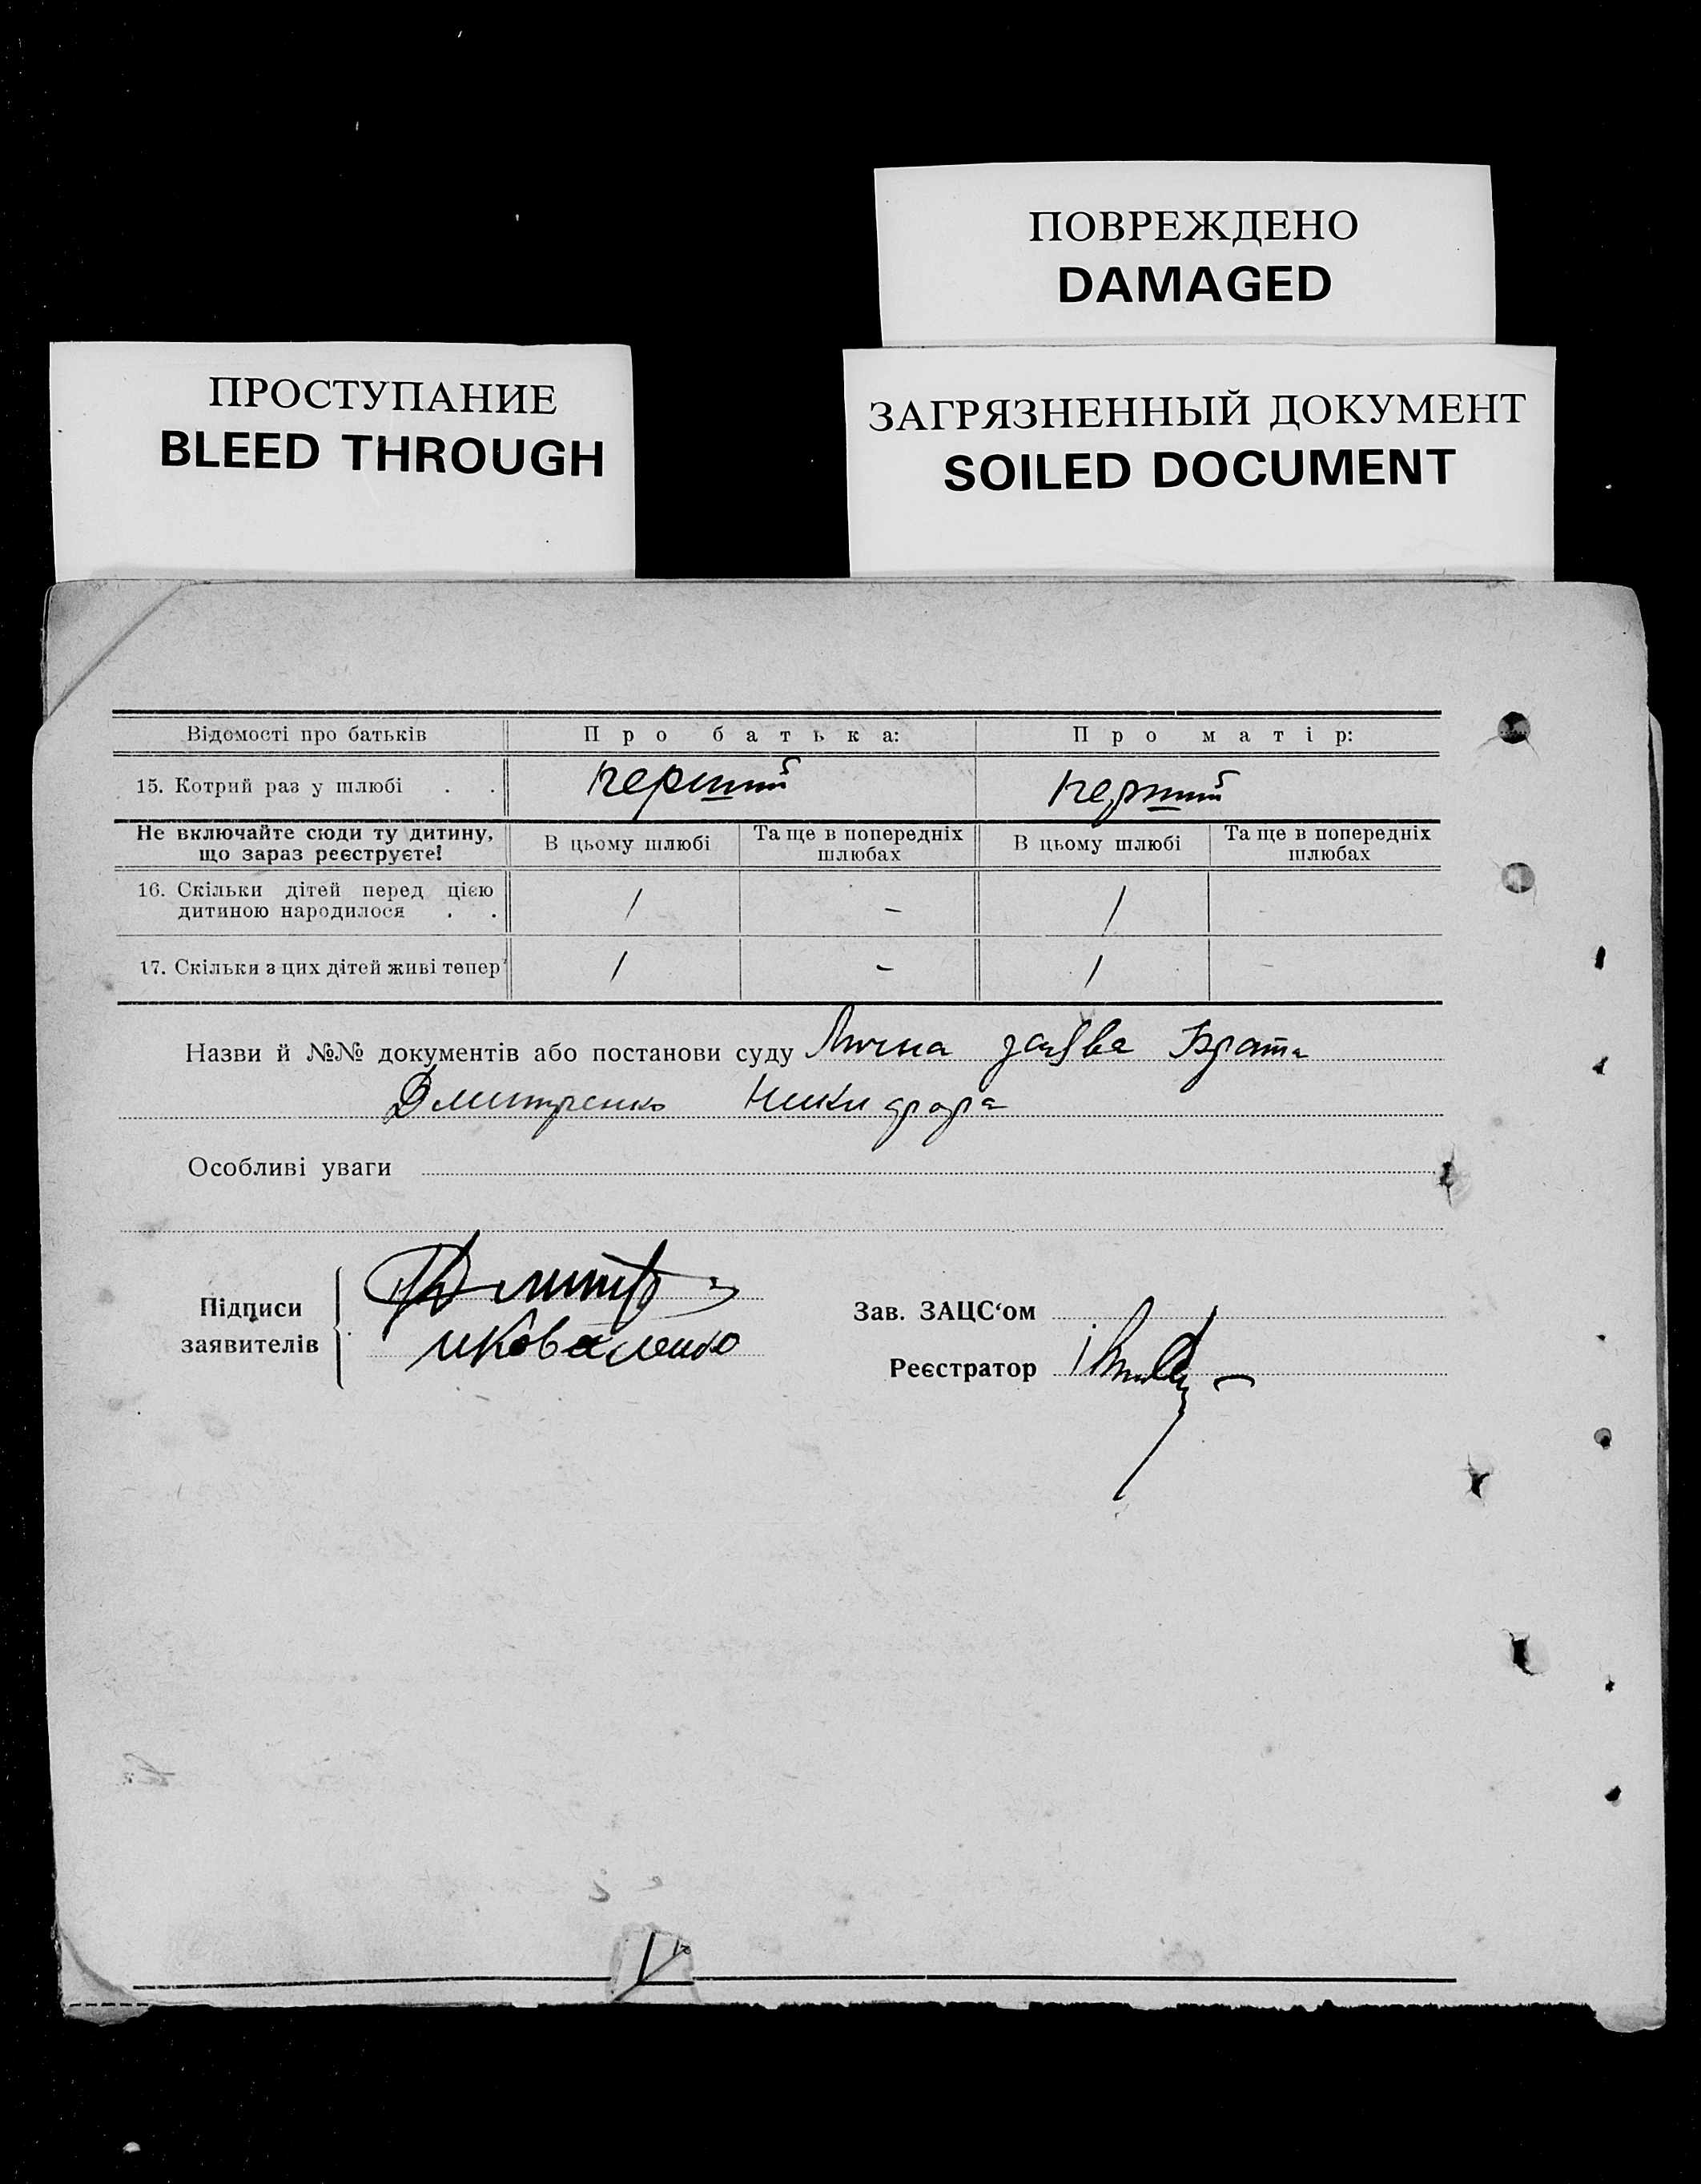 ПОВРЕЖДЕНО
DAMAGED
ПРОСТУПАНИЕ
BLEED THROUGH
ЗАГРЯЗНЕННЫЙ ДОКУМЕНТ
SOILED DOCUMENT
Відомості про батьків Про батька: Про матір:
15. Котрий раз у шлюбі . . перший перший
Не включайте сюди ту дитину, що зараз реєструєте! В цьому шлюбі Та ще в попередніх шлюбах В цьому шлюбі Та ще в попередніх шлюбах
16. Скільки дітей перед цією дитиною народилося . . 1 - 1 -
17. Скільки з цих дітей живі тепер 1 - 1 -
Назви й №№ документів або постанови суду Лична заява Брата
Дмитренко Никифора
Особливі уваги
Підписи заявителів
Коваленко
Зав. ЗАЦС‘ом
Реєстратор